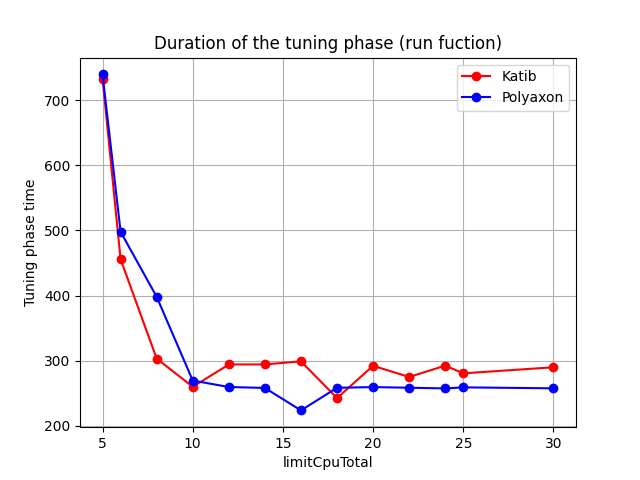 Duration of the tuning phase (run fuction)
Katib
Polyaxon
Tuning phase time
700
600
500
400
300
200
5
10
15
20
25
30
limitCpuTotal